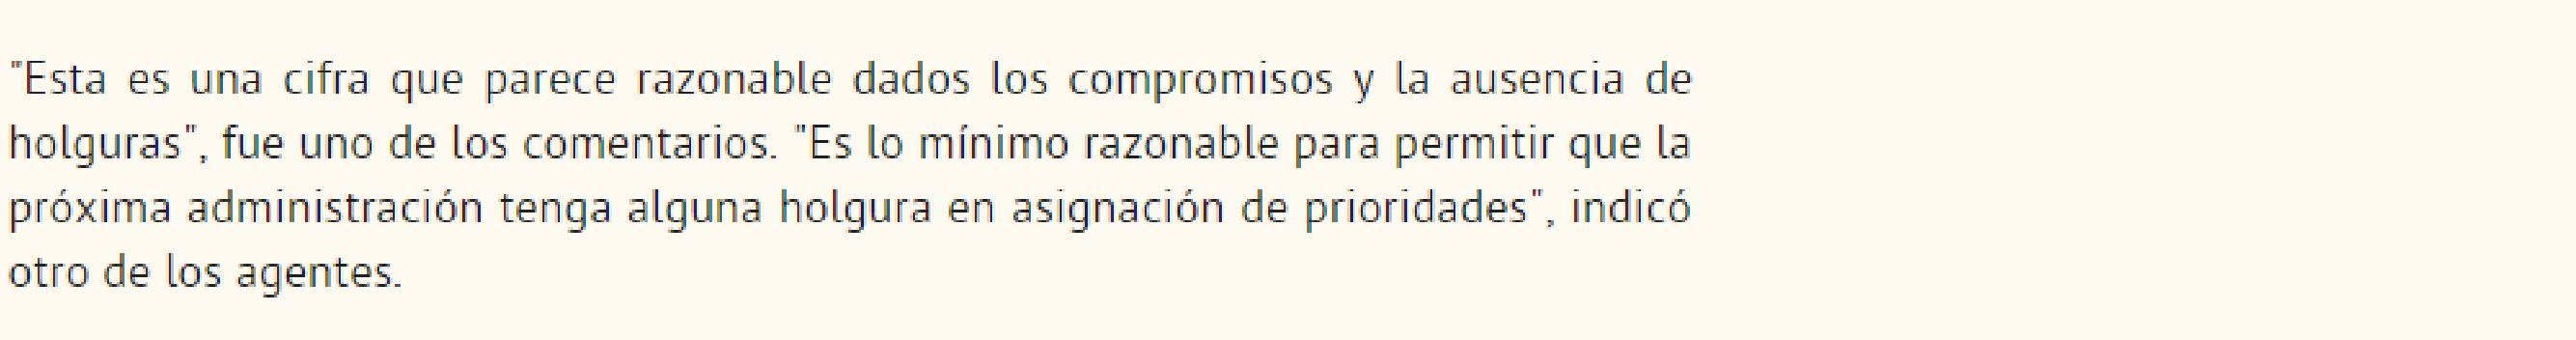 "Esta es una cifra que parece razonable dados los compromisos y la ausencia de
holguras", fue uno de los comentarios. "Es lo mínimo razonable para permitir que la
próxima administración tenga alguna holgura en asignación de prioridades", indicó
otro de los agentes.